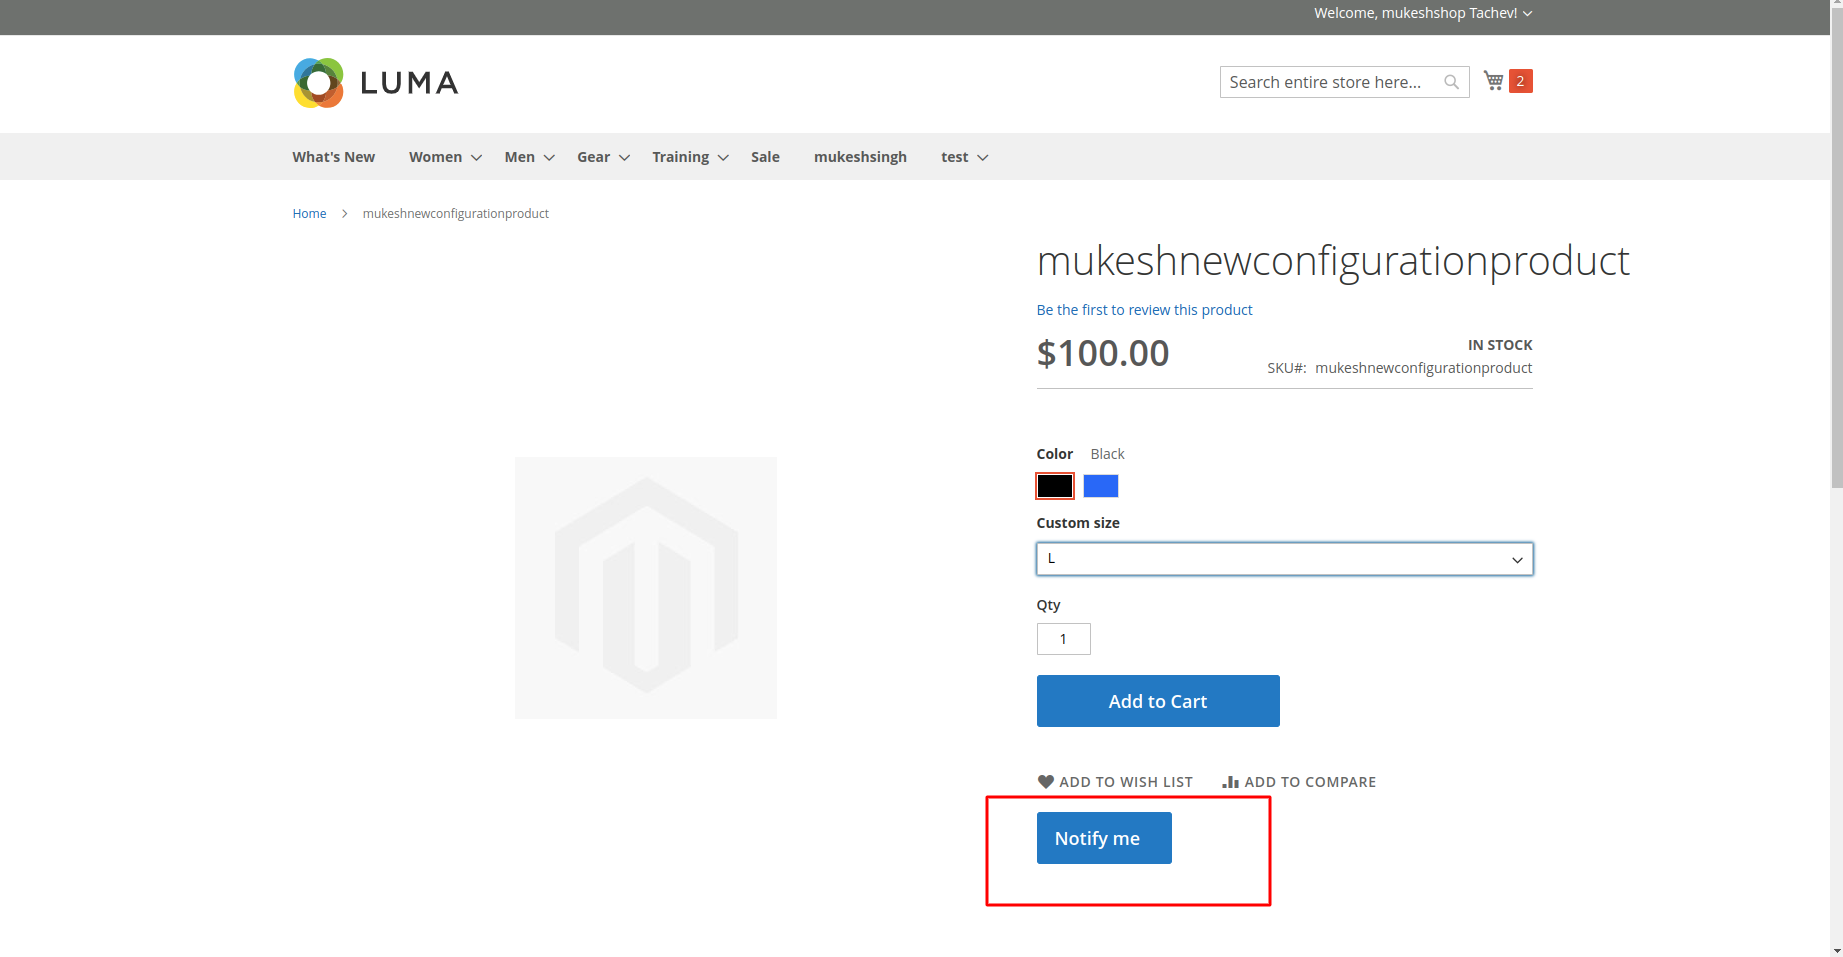 Welcome, mukeshshop Tachev!
LUMA
Search entire store here...
2
What's New Women Men Gear Training Sale mukeshsingh test
Home mukeshnewconfigurationproduct
mukeshnewconfigurationproduct
Be the first to review this product
$100.00
IN STOCK
SKU#: mukeshnewconfigurationproduct
Color Black
Custom size
L
Qty
1
Add to Cart
ADD TO WISH LIST ADD TO COMPARE
Notify me